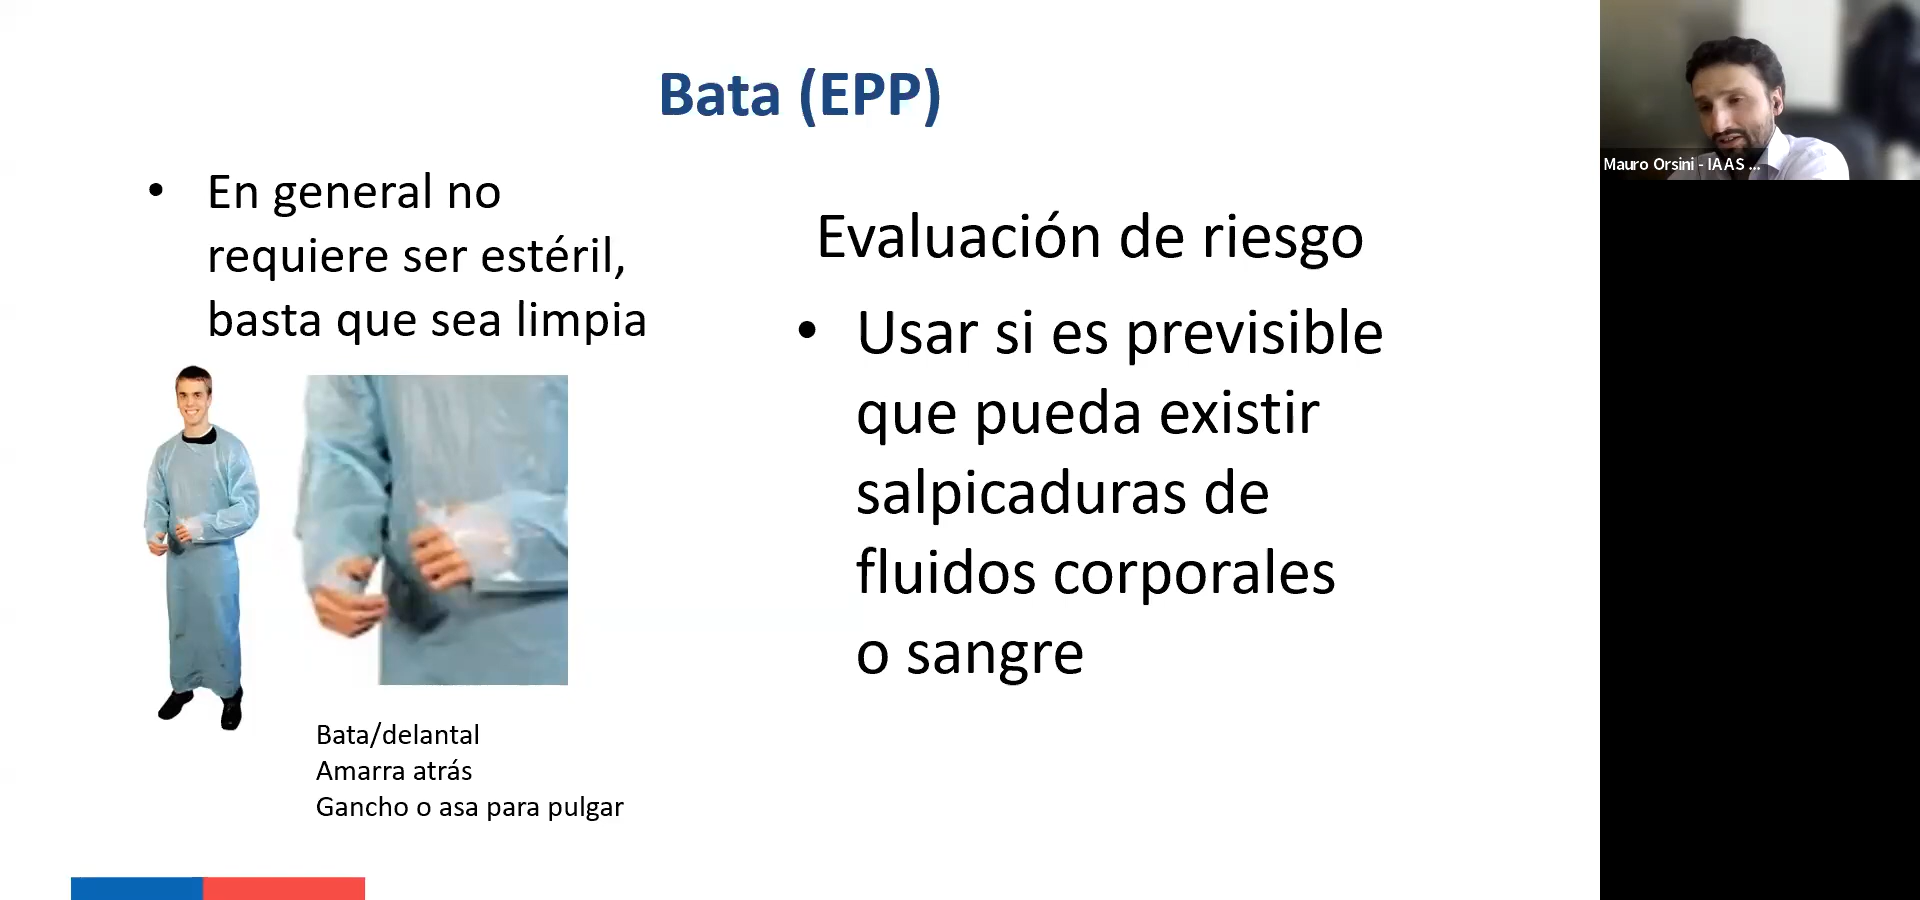 Bata (EPP)
• En general no
requiere ser estéril,
basta que sea limpia
Bata/delantal
Amarra atrás
Gancho o asa para pulgar
Evaluación de riesgo
• Usar si es previsible
que pueda existir
salpicaduras de
fluidos corporales
o sangre
Mauro Orsini - IAAS ...